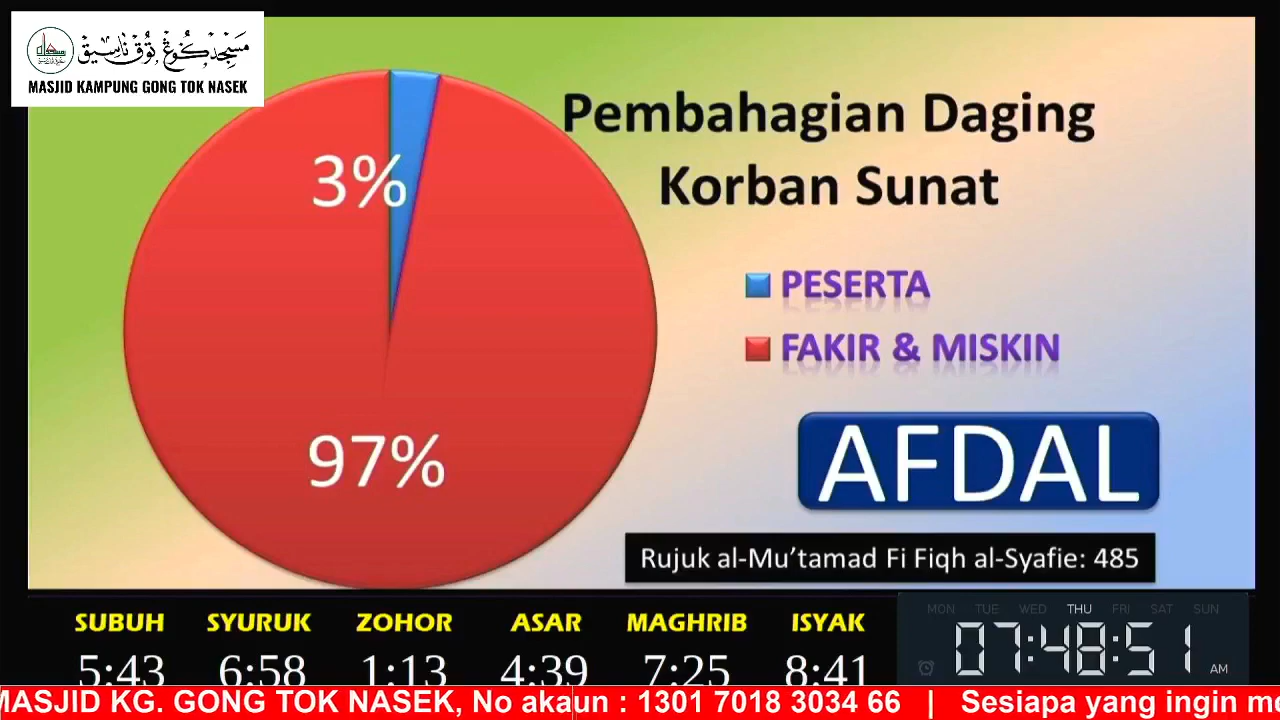 مسجد کامڤوڠ ڬوڠ توق ناسيق
MASJID KAMPUNG GONG TOK NASEK
Pembahagian Daging
Korban Sunat
3%
97%
PESERTA
FAKIR & MISKIN
AFDAL
Rujuk al-Mu’tamad Fi Fiqh al-Syafie: 485
SUBUH SYURUK ZOHOR ASAR MAGHRIB ISYAK
5:43 6:58 1:13 4:39 7:25 8:41
MON TUE WED THU FRI SAT SUN
07:48:51 AM
MASJID KG. GONG TOK NASEK, No akaun : 1301 7018 3034 66 | Sesiapa yang ingin